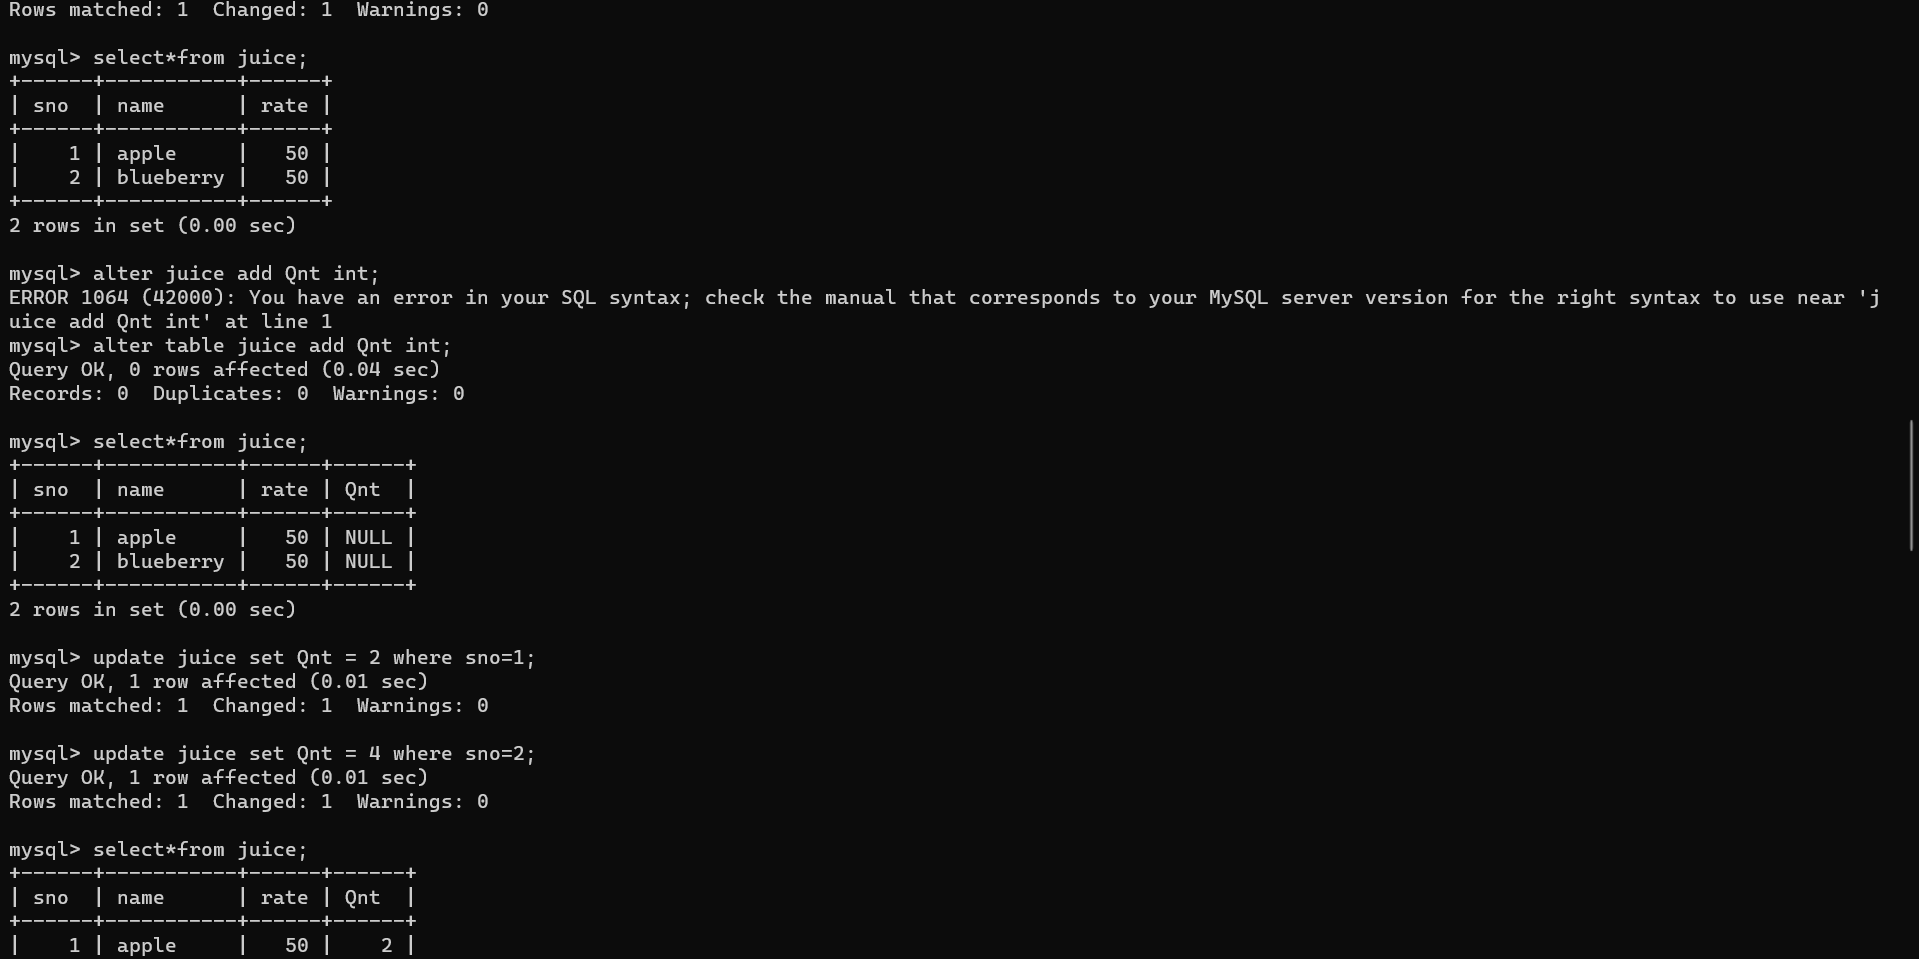 Rows matched: 1  Changed: 1  Warnings: 0
mysql> select*from juice;
+------+-----------+------+
| sno  | name      | rate |
+------+-----------+------+
|    1 | apple     |   50 |
|    2 | blueberry |   50 |
+------+-----------+------+
2 rows in set (0.00 sec)
mysql> alter juice add Qnt int;
ERROR 1064 (42000): You have an error in your SQL syntax; check the manual that corresponds to your MySQL server version for the right syntax to use near 'j
uice add Qnt int' at line 1
mysql> alter table juice add Qnt int;
Query OK, 0 rows affected (0.04 sec)
Records: 0  Duplicates: 0  Warnings: 0
mysql> select*from juice;
+------+-----------+------+------+
| sno  | name      | rate | Qnt  |
+------+-----------+------+------+
|    1 | apple     |   50 | NULL |
|    2 | blueberry |   50 | NULL |
+------+-----------+------+------+
2 rows in set (0.00 sec)
mysql> update juice set Qnt = 2 where sno=1;
Query OK, 1 row affected (0.01 sec)
Rows matched: 1  Changed: 1  Warnings: 0
mysql> update juice set Qnt = 4 where sno=2;
Query OK, 1 row affected (0.01 sec)
Rows matched: 1  Changed: 1  Warnings: 0
mysql> select*from juice;
+------+-----------+------+------+
| sno  | name      | rate | Qnt  |
+------+-----------+------+------+
|    1 | apple     |   50 |    2 |